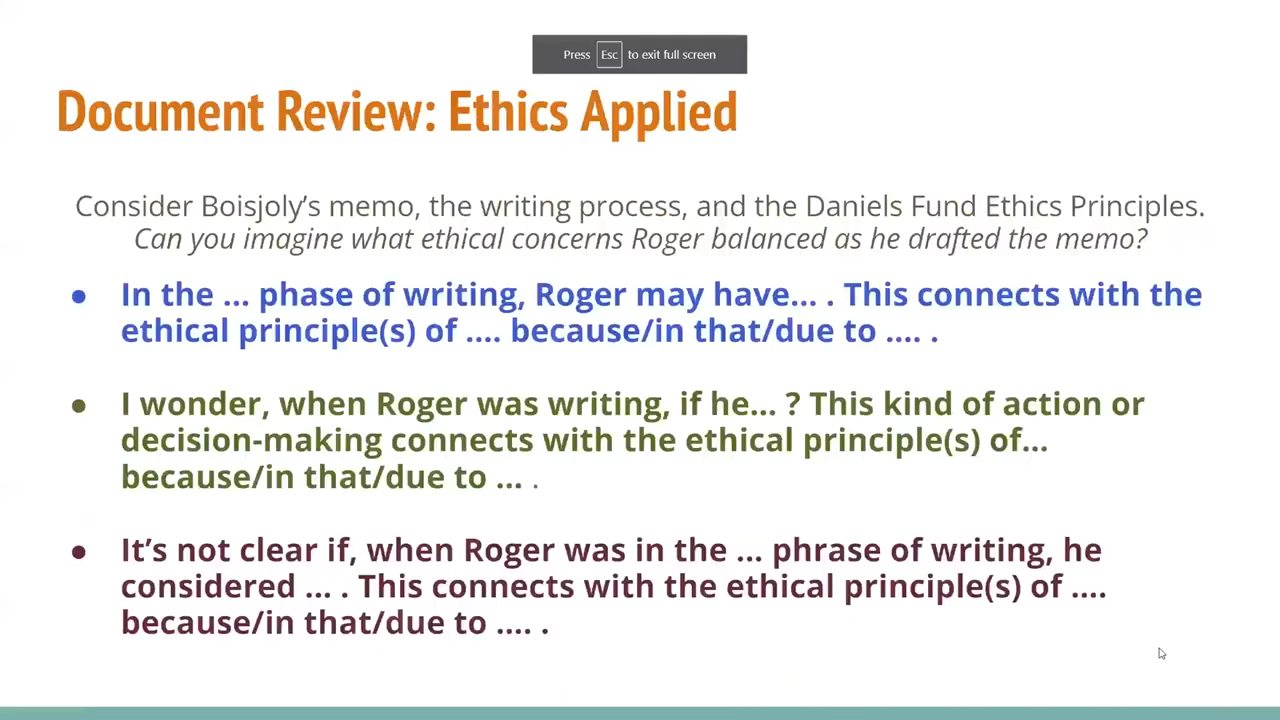 Press Esc to exit full screen
Document Review: Ethics Applied
Consider Boisjoly's memo, the writing process, and the Daniels Fund Ethics Principles.
Can you imagine what ethical concerns Roger balanced as he drafted the memo?
● In the ... phase of writing, Roger may have... . This connects with the
ethical principle(s) of .... because/in that/due to .... .
● I wonder, when Roger was writing, if he... ? This kind of action or
decision-making connects with the ethical principle(s) of...
because/in that/due to ... .
● It's not clear if, when Roger was in the ... phrase of writing, he
considered ... . This connects with the ethical principle(s) of ....
because/in that/due to .... .